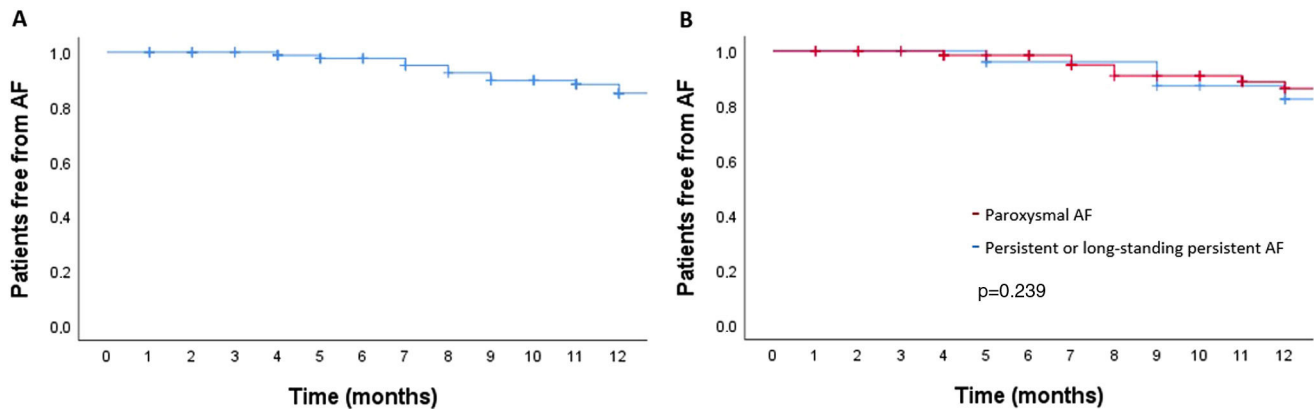 A
Patients free from AF
1.0
0.8
0.6
0.4
0.2
0.0
0 1 2 3 4 5 6 7 8 9 10 11 12
Time (months)
B
Patients free from AF
1.0
0.8
0.6
0.4
0.2
0.0
Paroxysmal AF
Persistent or long-standing persistent AF
p=0.239
0 1 2 3 4 5 6 7 8 9 10 11 12
Time (months)